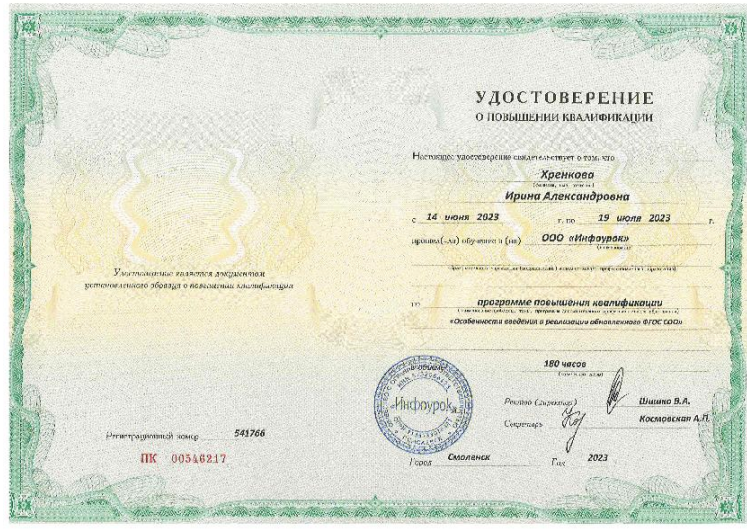 Удостоверение является документом
установленного образца о повышении квалификации
Регистрационный номер 541766
ПК 00546217
УДОСТОВЕРЕНИЕ
О ПОВЫШЕНИИ КВАЛИФИКАЦИИ
Настоящее удостоверение свидетельствует о том, что
Хренкова
(фамилия, имя, отчество)
Ирина Александровна
с 14 июня 2023 г. по 19 июля 2023 г.
прошел(-ла) обучение в (на) ООО «Инфоурок»
по программе повышения квалификации
«Особенности введения и реализации обновленного ФГОС СОО»
180 часов
«Инфоурок»
Ректор (директор) Шишко В.А.
Секретарь Космовская А.П.
Город Смоленск Год 2023